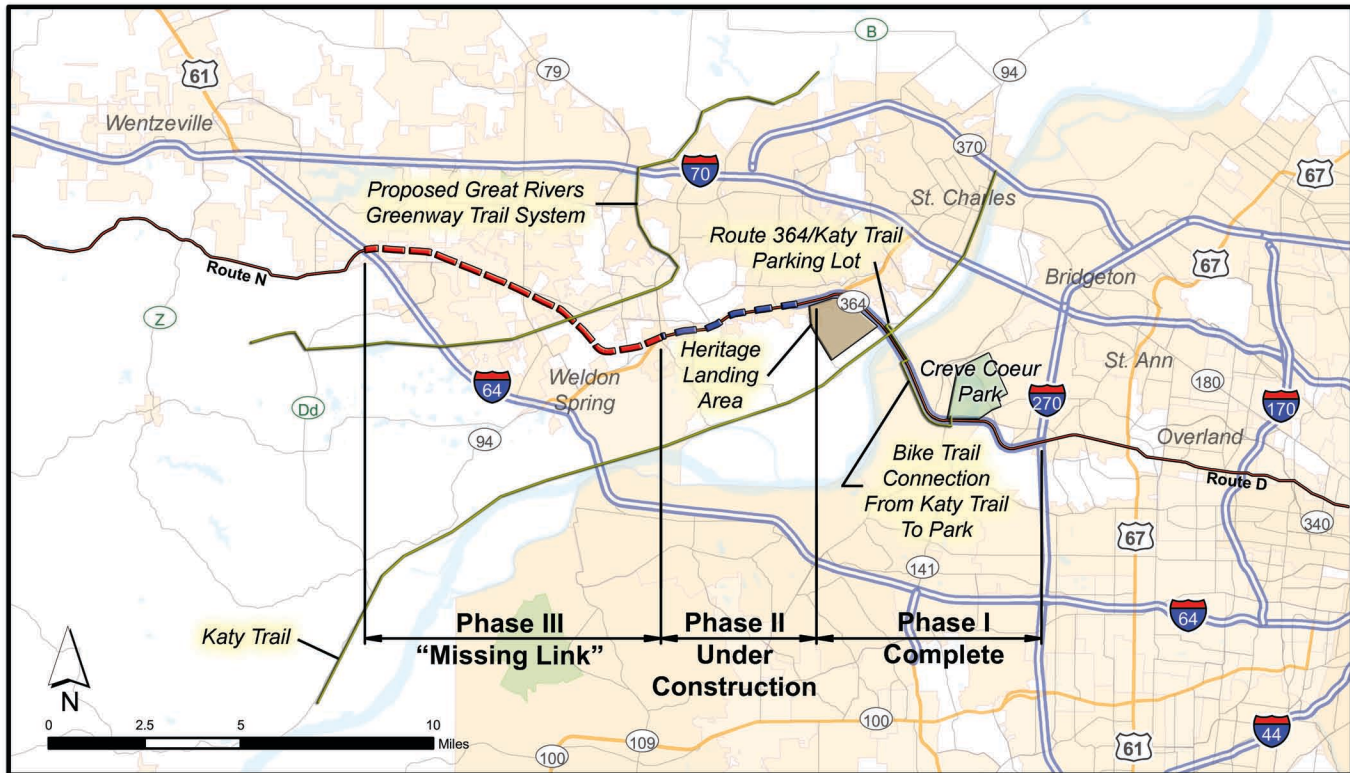 B
61
79
94
Wentzeville
370
70
67
Proposed Great Rivers
Greenway Trail System
St. Charles
67
Route 364/Katy Trail
Parking Lot
Route N
Bridgeton
364
Z
Heritage
Landing
Area
Creve Coeur
Park
St. Ann
180
Weldon
Spring
64
270
170
Dd
94
Overland
Bike Trail
Connection
From Katy Trail
To Park
Route D
340
67
141
Katy Trail
Phase III
“Missing Link”
Phase II
Under
Construction
Phase I
Complete
64
N
0 2.5 5 10
Miles
100
109
100
61
44